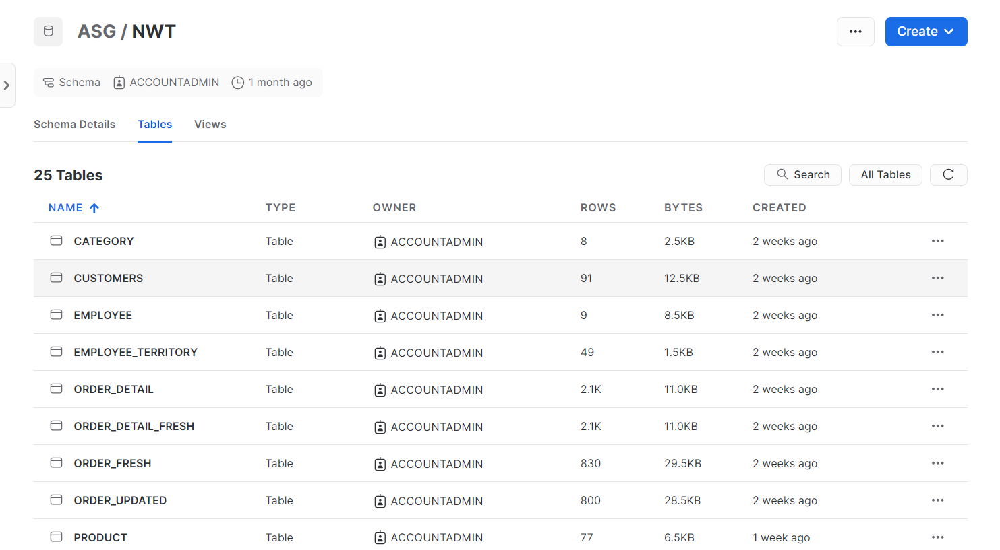 ASG / NWT
Create
Schema ACCOUNTADMIN 1 month ago
Schema Details Tables Views
25 Tables Search All Tables
NAME TYPE OWNER ROWS BYTES CREATED
CATEGORY Table ACCOUNTADMIN 8 2.5KB 2 weeks ago
CUSTOMERS Table ACCOUNTADMIN 91 12.5KB 2 weeks ago
EMPLOYEE Table ACCOUNTADMIN 9 8.5KB 2 weeks ago
EMPLOYEE_TERRITORY Table ACCOUNTADMIN 49 1.5KB 2 weeks ago
ORDER_DETAIL Table ACCOUNTADMIN 2.1K 11.0KB 2 weeks ago
ORDER_DETAIL_FRESH Table ACCOUNTADMIN 2.1K 11.0KB 2 weeks ago
ORDER_FRESH Table ACCOUNTADMIN 830 29.5KB 2 weeks ago
ORDER_UPDATED Table ACCOUNTADMIN 800 28.5KB 2 weeks ago
PRODUCT Table ACCOUNTADMIN 77 6.5KB 1 week ago